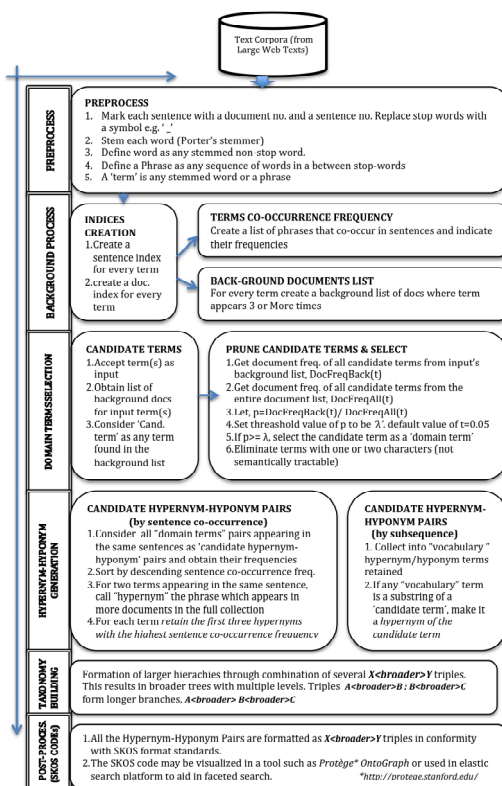 Text Corpora (from
Large Web Texts)
PREPROCESS
PREPROCESS
1. Mark each sentence with a document no. and a sentence no. Replace stop words with
a symbol e.g. ‘ _’
2. Stem each word (Porter's stemmer)
3. Define word as any stemmed non-stop word.
4. Define a Phrase as any sequence of words in a between stop-words
5. A ‘term’ is any stemmed word or a phrase
BACKGROUND PROCESS
INDICES
CREATION
1.Create a
sentence index
for every term
2.create a doc.
index for every
term
TERMS CO-OCCURRENCE FREQUENCY
Create a list of phrases that co-occur in sentences and indicate
their frequencies
BACK-GROUND DOCUMENTS LIST
For every term create a background list of docs where term
appears 3 or More times
DOMAIN TERMSSELECTION
CANDIDATE TERMS
1.Accept term(s) as
input
2.Obtain list of
background docs
for input term(s)
3.Consider ‘Cand.
term’ as any term
found in the
background list
PRUNE CANDIDATE TERMS & SELECT
1.Get document freq. of all candidate terms from input's
background list, DocFreqBack(t)
2.Get document freq. of all candidate terms from the
entire document list, DocFreqAll(t)
3.Let, p=DocFreqBack(t)/ DocFreqAll(t)
4.Set threashold value of p to be ‘λ’. default value of t=0.05
5.If p>= λ, select the candidate term as a ‘domain term’
6.Eliminate terms with one or two characters (not
semantically tractable)
HYPERNYM-HYPONYM
GENERATION
CANDIDATE HYPERNYM-HYPONYM PAIRS
(by sentence co-occurrence)
1.Consider all “domain terms” pairs appearing in
the same sentences as ‘candidate hypernym-
hyponym’ pairs and obtain their frequencies
2.Sort by descending sentence co-occurrence freq.
3.For two terms appearing in the same sentence,
call “hypernym” the phrase which appears in
more documents in the full collection
4.For each term retain the first three hypernyms
with the highest sentence co-occurrence frequency
CANDIDATE HYPERNYM-
HYPONYM PAIRS
(by subsequence)
1. Collect into “vocabulary ”
hypernym/hyponym terms
retained
2. If any “vocabulary” term
is a substring of a
‘candidate term’, make it
a hypernym of the
candidate term
TAXONOMY
BUILDING
Formation of larger hierachies through combination of several X<broader>Y triples.
This results in broader trees with multiple levels. Triples A<broader>B ; B<broader>C
form longer branches, A<broader> B<broader>C
POST-PROCES.
(SKOS CODEs)
1.All the Hypernym-Hyponym Pairs are formatted as X<broader>Y triples in conformity
with SKOS format standards.
2.The SKOS code may be visualized in a tool such as Protège* OntoGraph or used in elastic
search platform to aid in faceted search. *http://protege.stanford.edu/